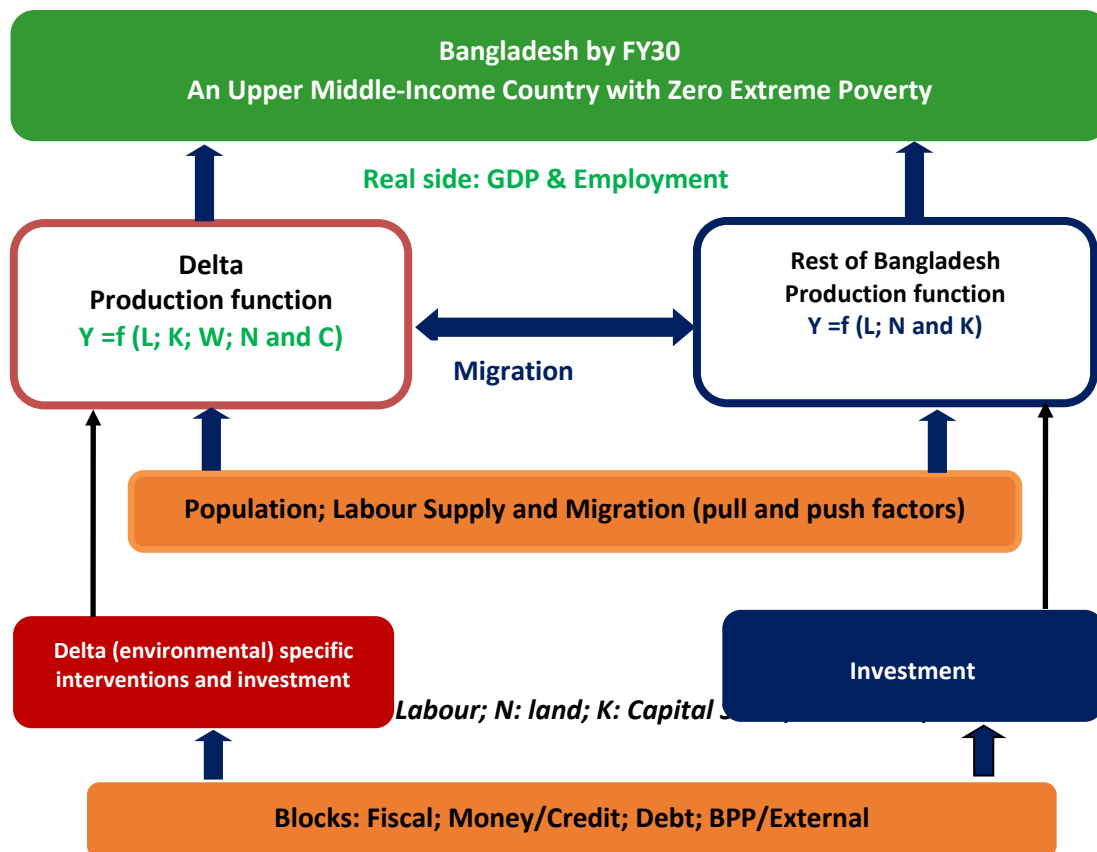 Bangladesh by FY30
An Upper Middle-Income Country with Zero Extreme Poverty
Real side: GDP & Employment
Delta
Production function
Y =f (L; K; W; N and C)
Rest of Bangladesh
Production function
Y =f (L; N and K)
Migration
Population; Labour Supply and Migration (pull and push factors)
Delta (environmental) specific
interventions and investment
Investment
Labour; N: land; K: Capital
Blocks: Fiscal; Money/Credit; Debt; BPP/External